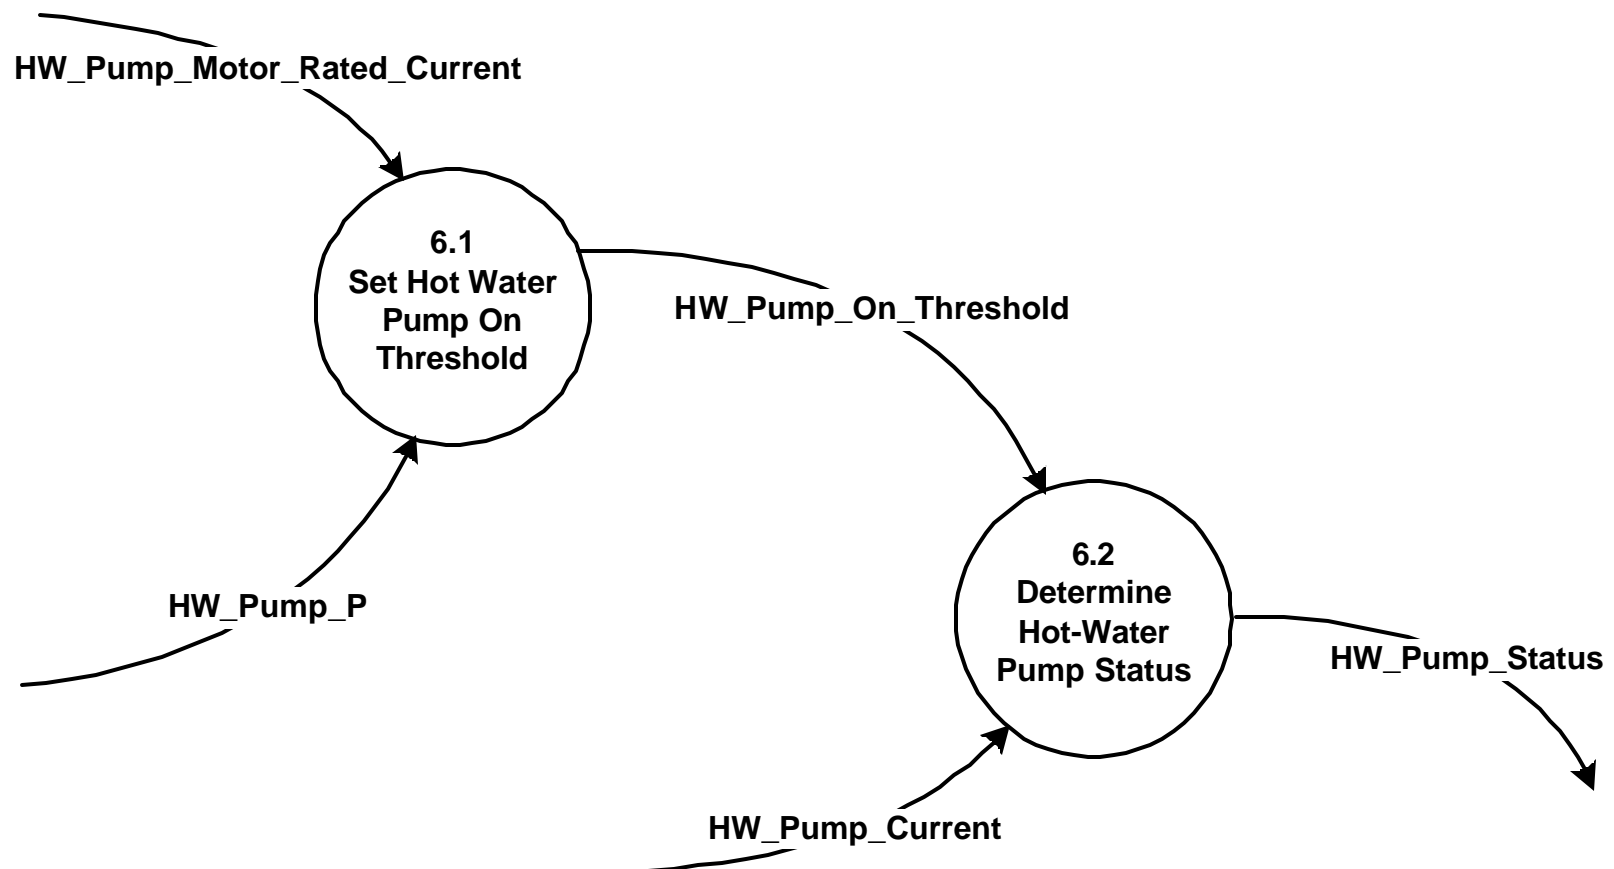 HW_Pump_Motor_Rated_Current
6.1
Set Hot Water
Pump On
Threshold
HW_Pump_On_Threshold
HW_Pump_P
6.2
Determine
Hot-Water
Pump Status
HW_Pump_Status
HW_Pump_Current